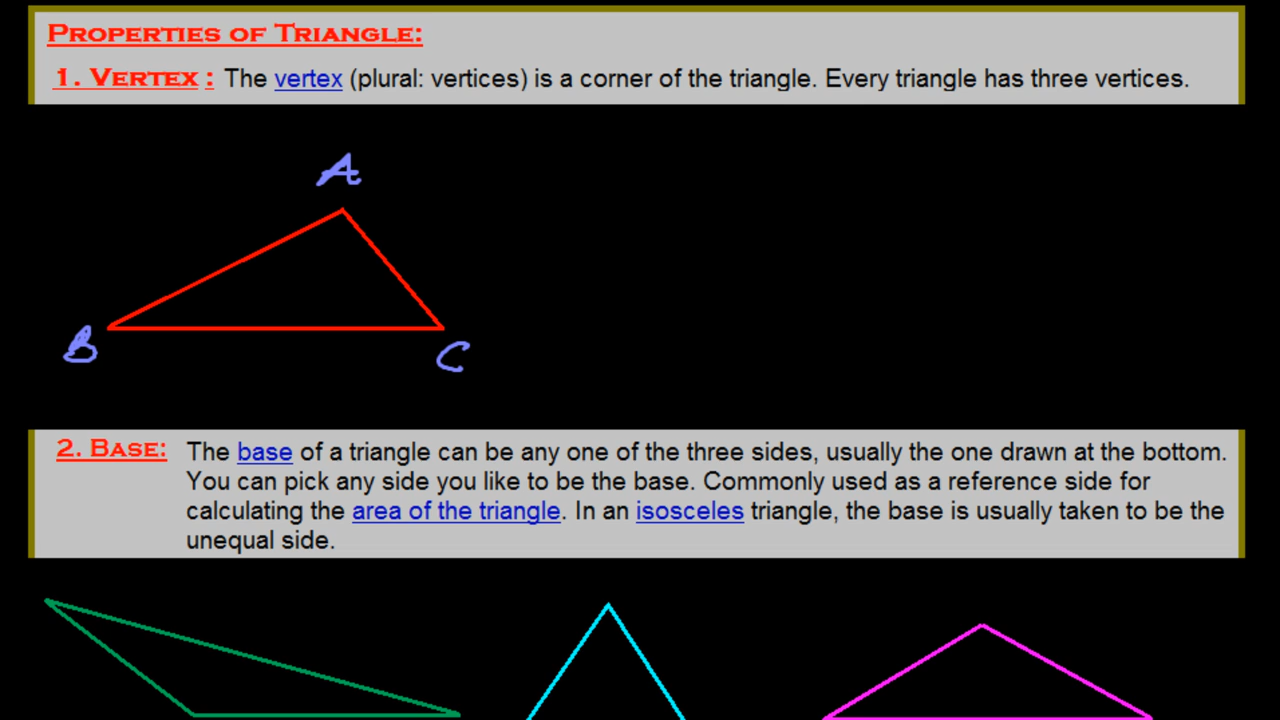 Properties of Triangle:
1. Vertex : The vertex (plural: vertices) is a corner of the triangle. Every triangle has three vertices.
A
B
C
2. Base: The base of a triangle can be any one of the three sides, usually the one drawn at the bottom.
You can pick any side you like to be the base. Commonly used as a reference side for
calculating the area of the triangle. In an isosceles triangle, the base is usually taken to be the
unequal side.